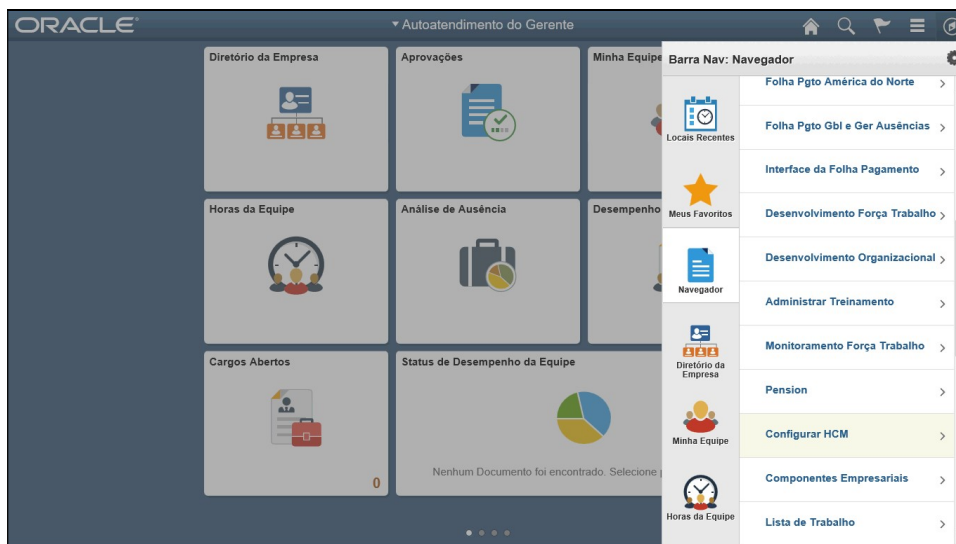 ORACLE®
Autoatendimento do Gerente
Diretório da Empresa
Aprovações
Minha Equipe
Horas da Equipe
Análise de Ausência
Desempenho
Cargos Abertos
0
Status de Desempenho da Equipe
Nenhum Documento foi encontrado. Selecione
Barra Nav: Navegador
Locais Recentes
Meus Favoritos
Navegador
Diretório da
Empresa
Minha Equipe
Horas da Equipe
Folha Pgto América do Norte
Folha Pgto Gbl e Ger Ausências
Interface da Folha Pagamento
Desenvolvimento Força Trabalho
Desenvolvimento Organizacional
Administrar Treinamento
Monitoramento Força Trabalho
Pension
Configurar HCM
Componentes Empresariais
Lista de Trabalho